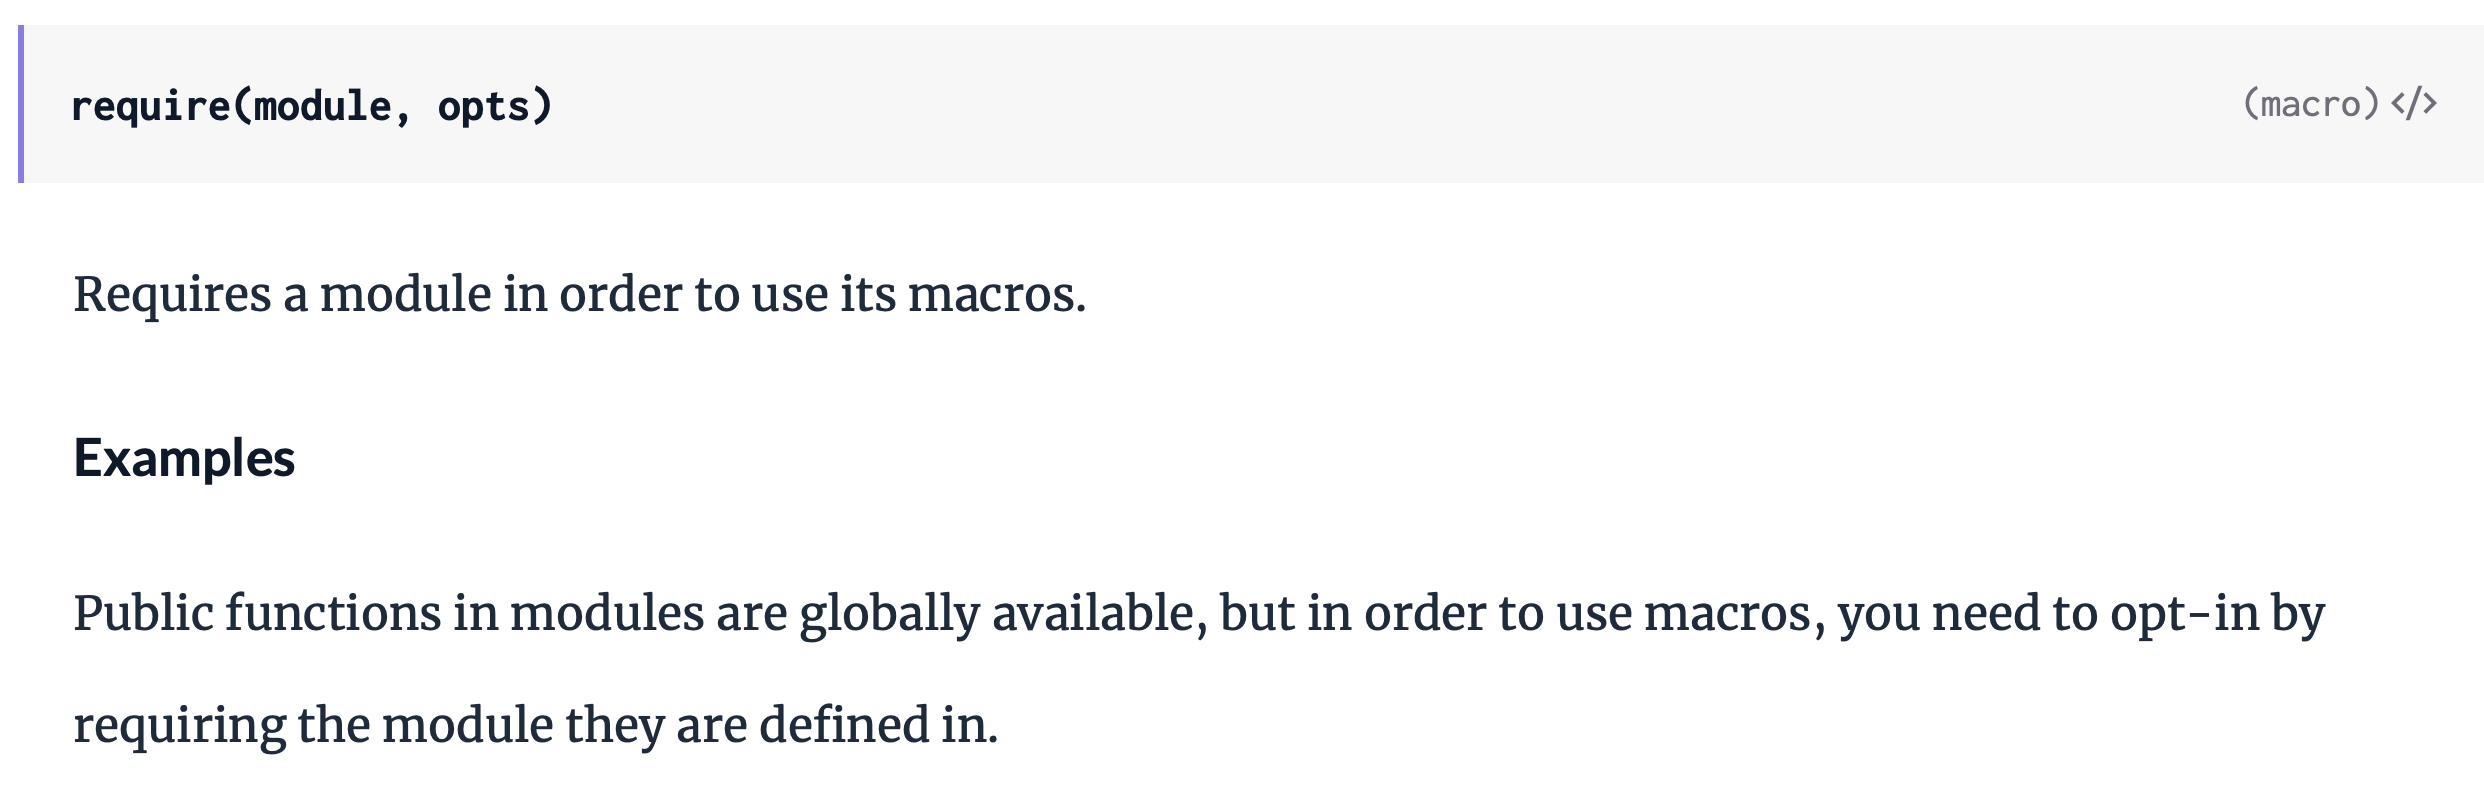 require(module, opts) (macro) </>
Requires a module in order to use its macros.
Examples
Public functions in modules are globally available, but in order to use macros, you need to opt-in by
requiring the module they are defined in.